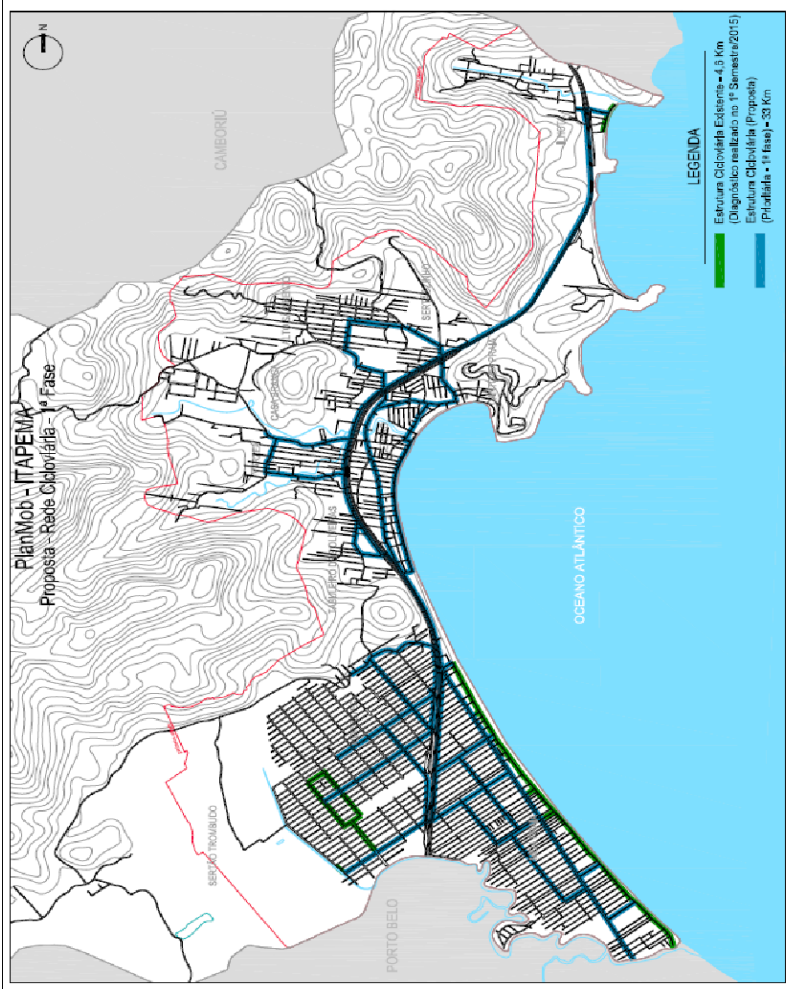 PlanMob - ITAPEMA
Proposta - Rede Cicloviária - 1ª Fase
N
CAMBORIÚ
SERTÃO TROMBUDO
PORTO BELO
OCEANO ATLÂNTICO
LEGENDA
Estrutura Cicloviária Existente = 4,5 Km
(Diagnóstico realizado no 1º Semestre/2015)
Estrutura Cicloviária (Proposta)
(Prioritária - 1ª fase) = 33 Km